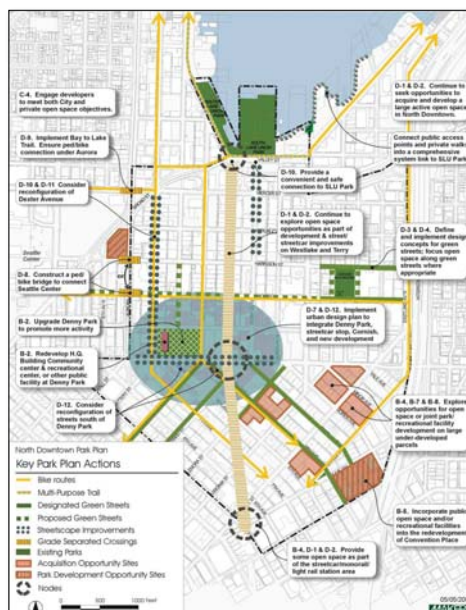 C-4. Engage developers
to meet both City and
private open space
objectives.
D-9. Implement Bay to Lake
Trail. Ensure ped/bike
connection under Aurora
D-10 & D-11 Consider
reconfiguration of
Dexter Avenue
Seattle
Center
D-8. Construct a ped/
bike bridge to connect
Seattle Center
B-2. Upgrade Denny Park
to promote more activity
B-2. Redevelop H.Q.
Building Community
center & recreational
center, or other public
facility at Denny Park
D-12. Consider
reconfiguration of
streets south of
Denny Park
D-1 & D-2. Continue to
seek opportunities to
acquire and develop a
large active open space
in North Downtown.
Connect public access
points and private walks
into a comprehensive
system link to SLU Park
D-10. Provide a
convenient and safe
connection to SLU Park
D-1 & D-2. Continue to
explore open space
opportunities as part of
development & street/
streetcar improvements
on Westlake and Terry
D-3 & D-4. Define
and implement design
concepts for green
streets; focus open
space along green
streets where
appropriate
D-7 & D-12. Implement
urban design plan to
integrate Denny Park,
streetcar stop, Cornish,
and new development
B-4, B-7 & B-8. Explore
opportunities for open
space or joint park/
recreational facility
development on large
under-developed
parcels
B-5. Incorporate public
open space and/or
recreational facilities
into the redevelopment
of Convention Place
B-4, D-1 & D-2. Provide
some open space as part
of the streetcar/monorail/
light rail station area
North Downtown Park Plan
Key Park Plan Actions
Bike routes
Multi-Purpose Trail
Designated Green Streets
Proposed Green Streets
Streetscape Improvements
Grade Separated Crossings
Existing Parks
Acquisition Opportunity Sites
Park Development Opportunity Sites
Nodes
0 500 1000 feet